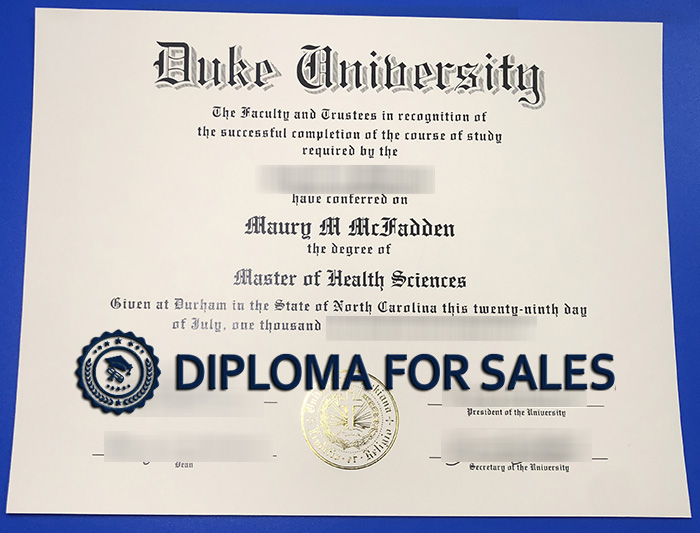 Duke University
The Faculty and Trustees in recognition of
the successful completion of the course of study
required by the
have conferred on
Maury M McFadden
the degree of
Master of Health Sciences
Given at Durham in the State of North Carolina this twenty-ninth day
of July, one thousand
DIPLOMA FOR SALES
President of the University
Dean
Secretary of the University